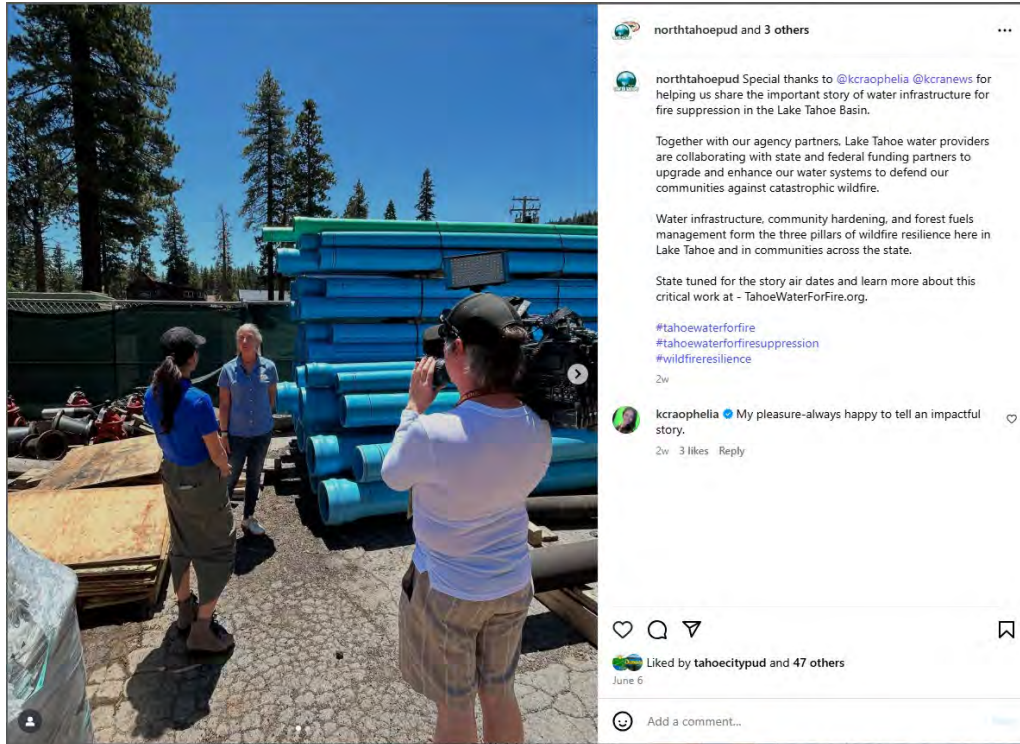 northtahoepud and 3 others
northtahoepud Special thanks to @kcraophelia @kcranews for
helping us share the important story of water infrastructure for
fire suppression in the Lake Tahoe Basin.
Together with our agency partners, Lake Tahoe water providers
are collaborating with state and federal funding partners to
upgrade and enhance our water systems to defend our
communities against catastrophic wildfire.
Water infrastructure, community hardening, and forest fuels
management form the three pillars of wildfire resilience here in
Lake Tahoe and in communities across the state.
State tuned for the story air dates and learn more about this
critical work at - TahoeWaterForFire.org.
#tahoewaterforfire
#tahoewaterforfiresuppression
#wildfireresilience
2w
kcraophelia My pleasure-always happy to tell an impactful
story.
2w 3 likes Reply
Liked by tahoecitypud and 47 others
June 6
Add a comment...